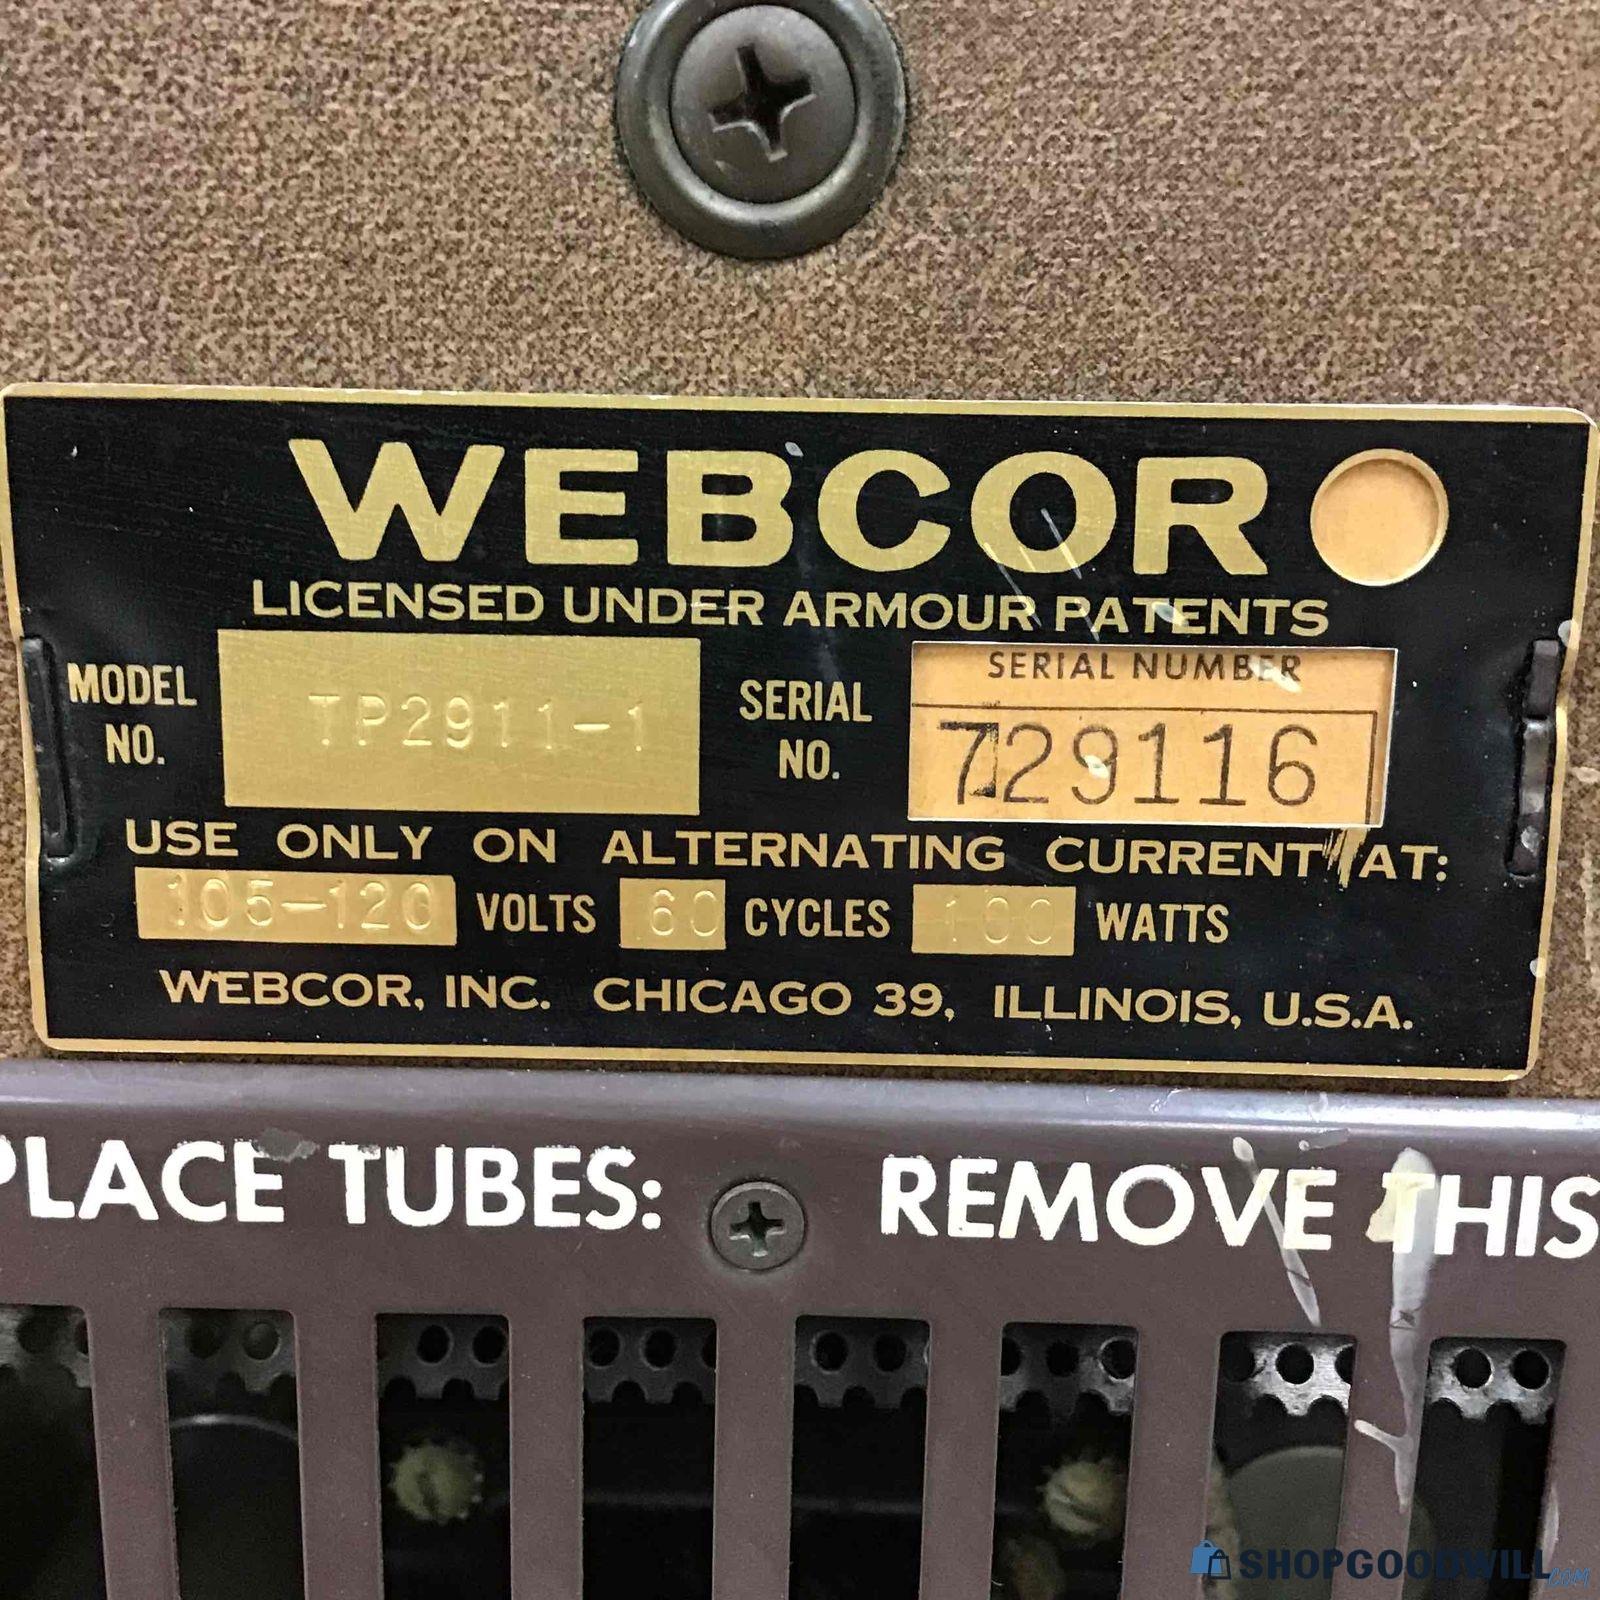 WEBCOR
LICENSED UNDER ARMOUR PATENTS
MODEL NO. TP2911-1
SERIAL NO. SERIAL NUMBER 729116
USE ONLY ON ALTERNATING CURRENT AT:
105-120 VOLTS 60 CYCLES 100 WATTS
WEBCOR, INC. CHICAGO 39, ILLINOIS, U.S.A.
PLACE TUBES: REMOVE THIS
SHOPGOODWILL.COM